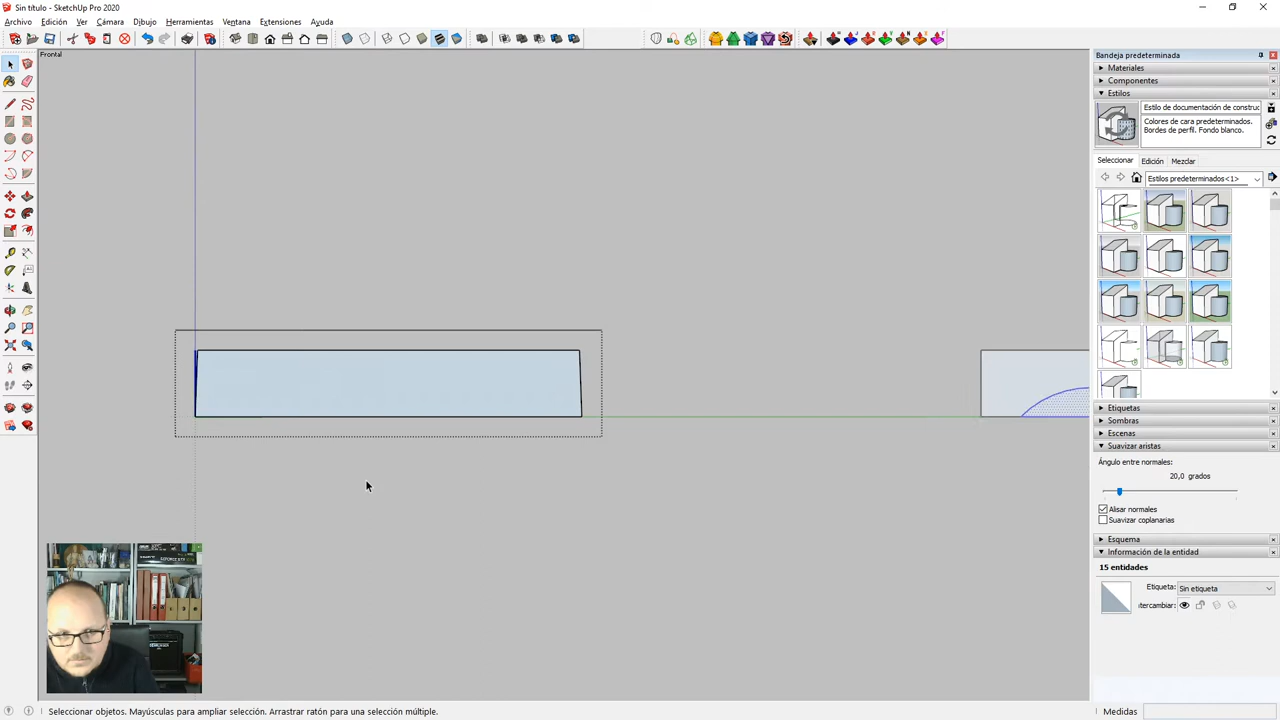 Sin título - SketchUp Pro 2020
Archivo Edición Ver Cámara Dibujo Herramientas Ventana Extensiones Ayuda
Frontal
Bandeja predeterminada
Materiales
Componentes
Estilos
Estilo de documentación de construc
Colores de cara predeterminados.
Bordes de perfil. Fondo blanco.
Seleccionar Edición Mezclar
Estilos predeterminados<1>
Etiquetas
Sombras
Escenas
Suavizar aristas
Ángulo entre normales:
20,0 grados
Alisar normales
Suavizar coplanarias
Esquema
Información de la entidad
15 entidades
Etiqueta: Sin etiqueta
ntercambiar:
Seleccionar objetos. Mayúsculas para ampliar selección. Arrastrar ratón para una selección múltiple.
Medidas